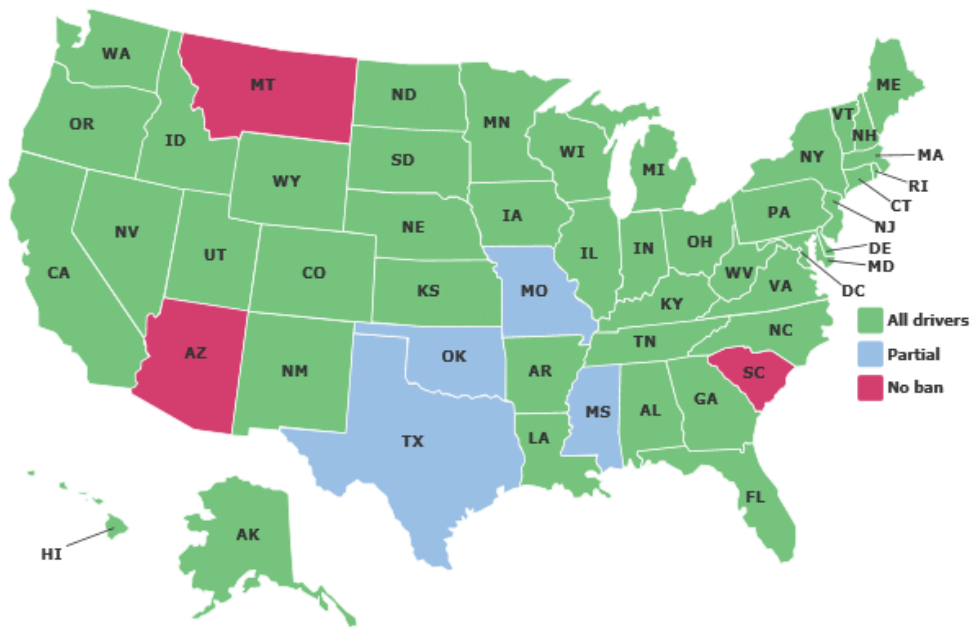 WA
MT
ND
MN
ME
OR
ID
SD
WI
MI
VT
NH
NY
MA
WY
RI
IA
CT
NE
PA
NJ
NV
UT
CO
IL
IN
OH
DE
MD
CA
KS
MO
WV
VA
DC
KY
All drivers
NC
TN
AZ
NM
OK
AR
SC
Partial
No ban
TX
MS
AL
GA
LA
FL
AK
HI